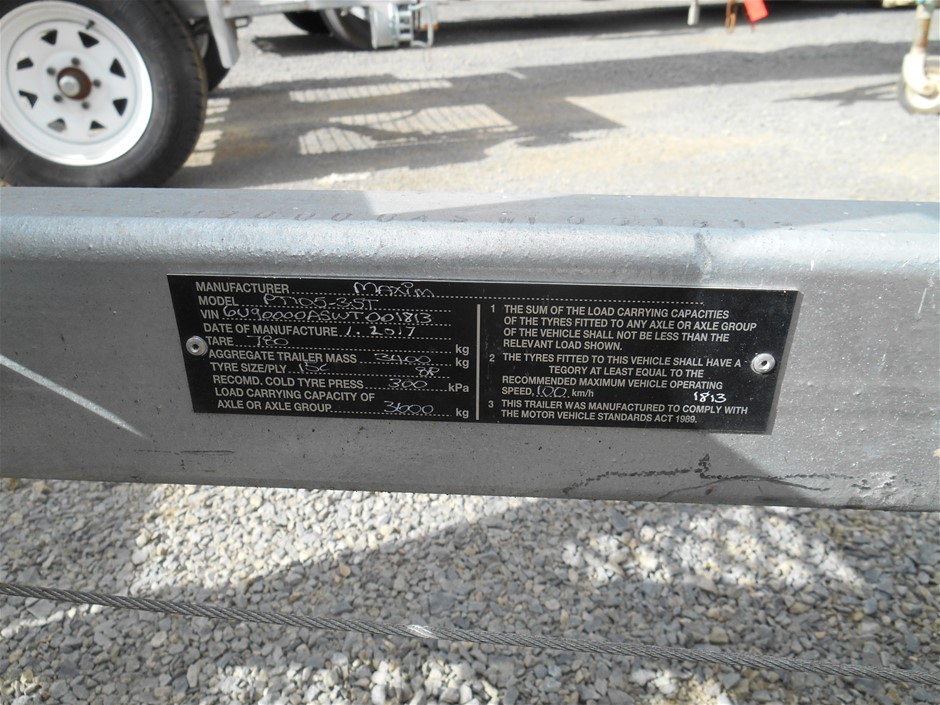 MANUFACTURER Maxim
MODEL PT105-3.5T
VIN 6U90000ASWT001813
DATE OF MANUFACTURE 1.2017
TARE 780 kg
AGGREGATE TRAILER MASS 3400 kg
TYRE SIZE/PLY 15C 8R
RECOMD. COLD TYRE PRESS. 300 kPa
LOAD CARRYING CAPACITY OF
AXLE OR AXLE GROUP 3600 kg
1 THE SUM OF THE LOAD CARRYING CAPACITIES
OF THE TYRES FITTED TO ANY AXLE OR AXLE GROUP
OF THE VEHICLE SHALL NOT BE LESS THAN THE
RELEVANT LOAD SHOWN.
2 THE TYRES FITTED TO THIS VEHICLE SHALL HAVE A
TEGORY AT LEAST EQUAL TO THE
RECOMMENDED MAXIMUM VEHICLE OPERATING
SPEED, 100 km/h 1813
3 THIS TRAILER WAS MANUFACTURED TO COMPLY WITH
THE MOTOR VEHICLE STANDARDS ACT 1989.